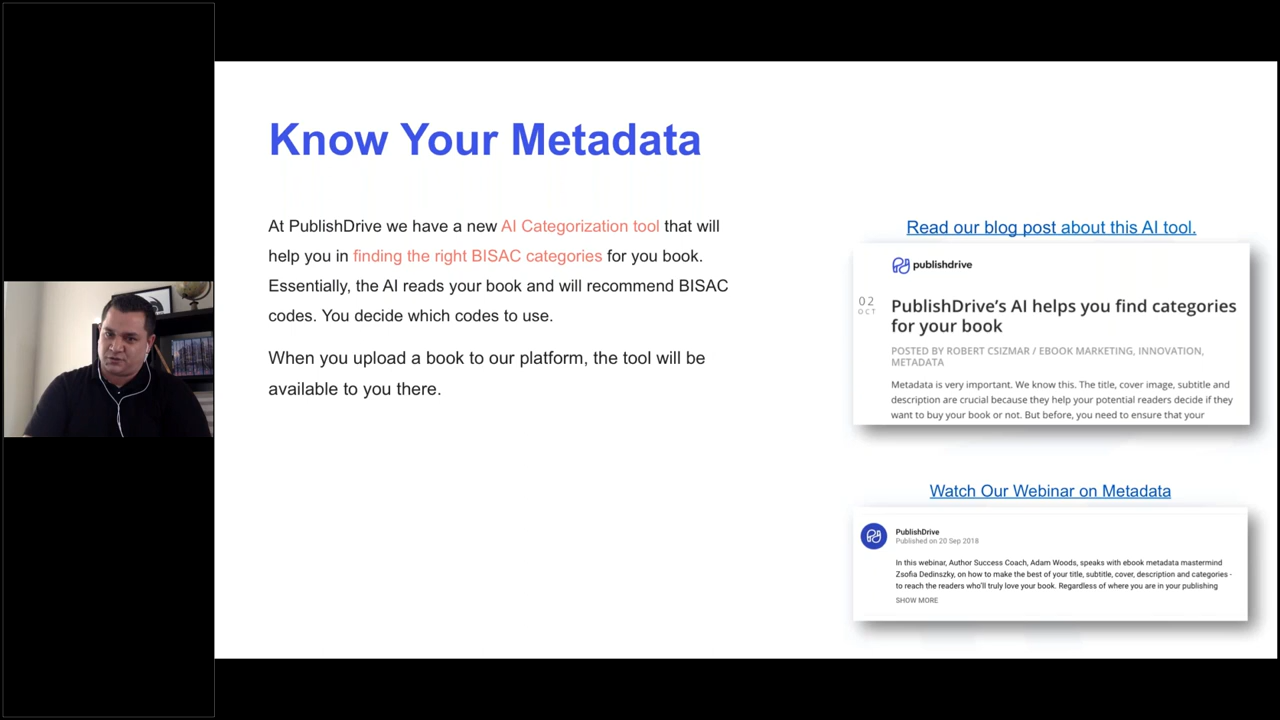 Know Your Metadata
At PublishDrive we have a new AI Categorization tool that will
help you in finding the right BISAC categories for you book.
Essentially, the AI reads your book and will recommend BISAC
codes. You decide which codes to use.
When you upload a book to our platform, the tool will be
available to you there.
Read our blog post about this AI tool.
publishdrive
02
OCT
PublishDrive’s AI helps you find categories
for your book
POSTED BY ROBERT CSIZMAR / EBOOK MARKETING, INNOVATION,
METADATA
Metadata is very important. We know this. The title, cover image, subtitle and
description are crucial because they help your potential readers decide if they
want to buy your book or not. But before, you need to ensure that your
Watch Our Webinar on Metadata
PublishDrive
Published on 20 Sep 2018
In this webinar, Author Success Coach, Adam Woods, speaks with ebook metadata mastermind
Zsofia Dedinszky, on how to make the best of your title, subtitle, cover, description and categories -
to reach the readers who'll truly love your book. Regardless of where you are in your publishing
SHOW MORE